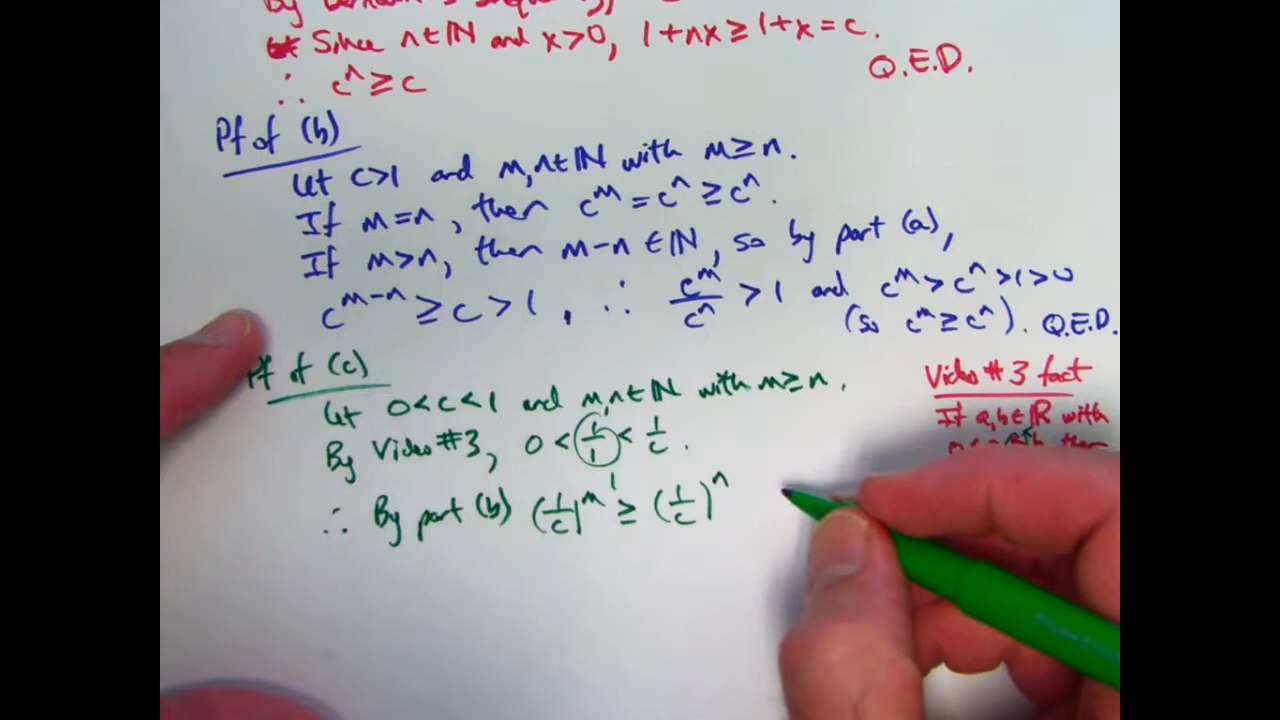 By
Since n∈ℕ and x>0, 1+nx ≥ 1+x = c.
∴ cⁿ ≥ c
Q.E.D.
Pf of (b)
Let c>1 and m,n∈ℕ with m≥n.
If m=n, then cᵐ = cⁿ ≥ cⁿ.
If m>n, then m-n ∈ ℕ, so by part (a),
cᵐ⁻ⁿ ≥ c > 1, ∴ cᵐ/cⁿ > 1 and cᵐ > cⁿ > 1 > 0
(so cᵐ ≥ cⁿ). Q.E.D.
Pf of (c)
Let 0<c<1 and m,n∈ℕ with m≥n.
By Video #3, 0 < 1/1 < 1/c.
∴ By part (b), (1/c)ᵐ ≥ (1/c)ⁿ
Video #3 fact
If a,b∈ℝ with